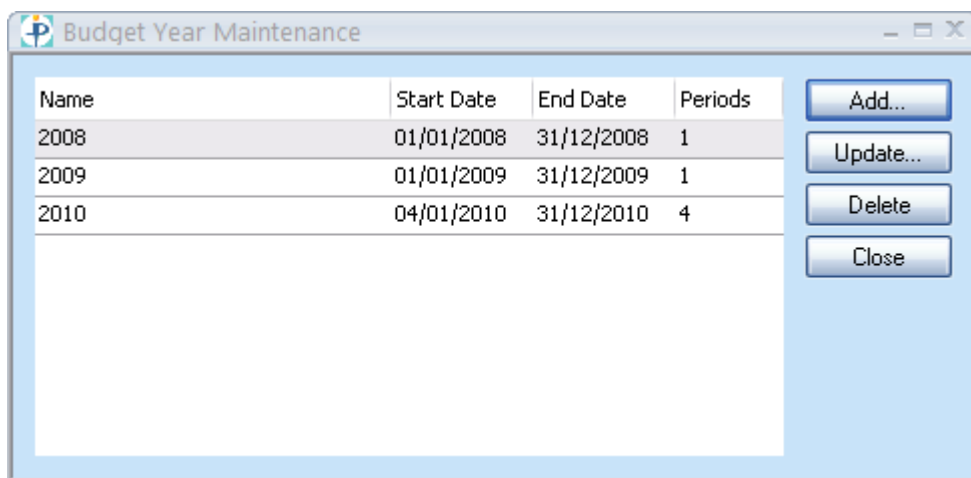 Budget Year Maintenance
Name Start Date End Date Periods
2008 01/01/2008 31/12/2008 1
2009 01/01/2009 31/12/2009 1
2010 04/01/2010 31/12/2010 4
Add...
Update...
Delete
Close